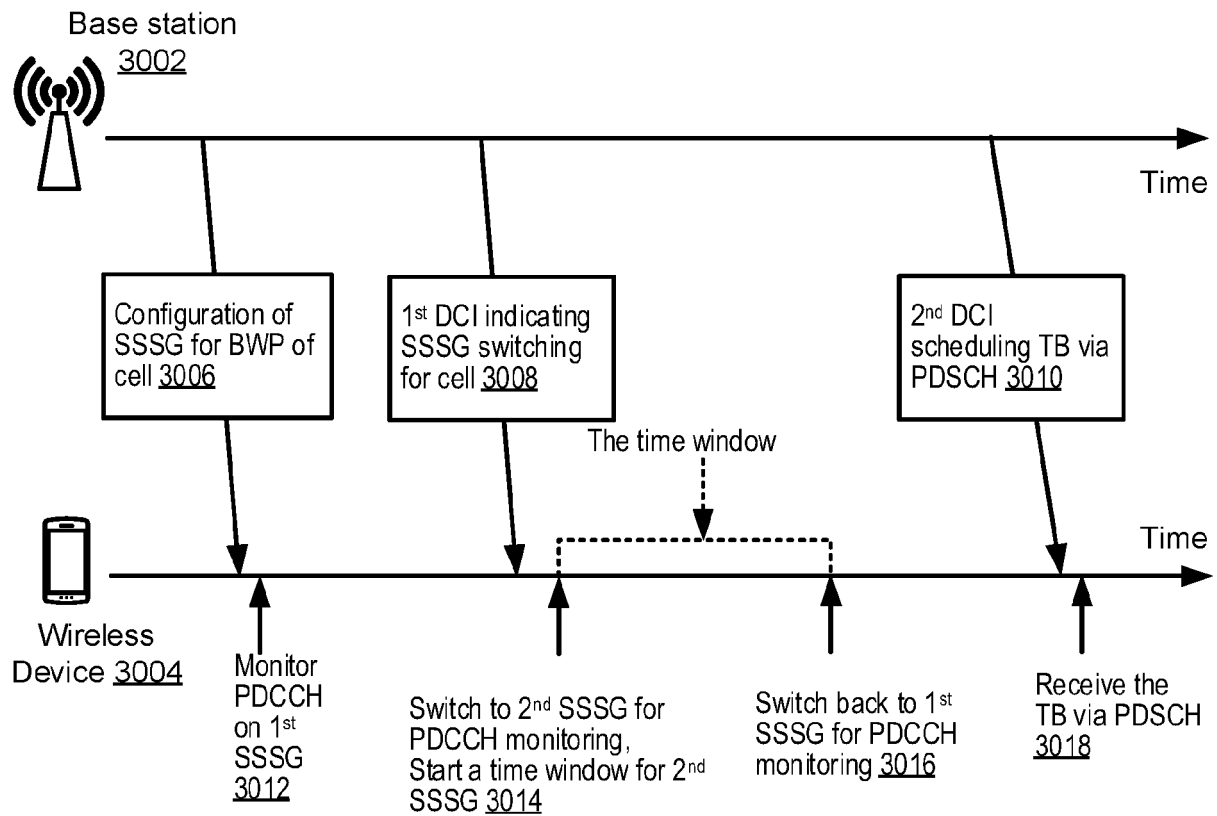 Base station
3002
Time
Configuration of
SSSG for BWP of
cell 3006
1st DCI indicating
SSSG switching
for cell 3008
2nd DCI
scheduling TB via
PDSCH 3010
The time window
Time
Wireless
Device 3004
Monitor
PDCCH
on 1st
SSSG
3012
Switch to 2nd SSSG for
PDCCH monitoring,
Start a time window for 2nd
SSSG 3014
Switch back to 1st
SSSG for PDCCH
monitoring 3016
Receive the
TB via PDSCH
3018